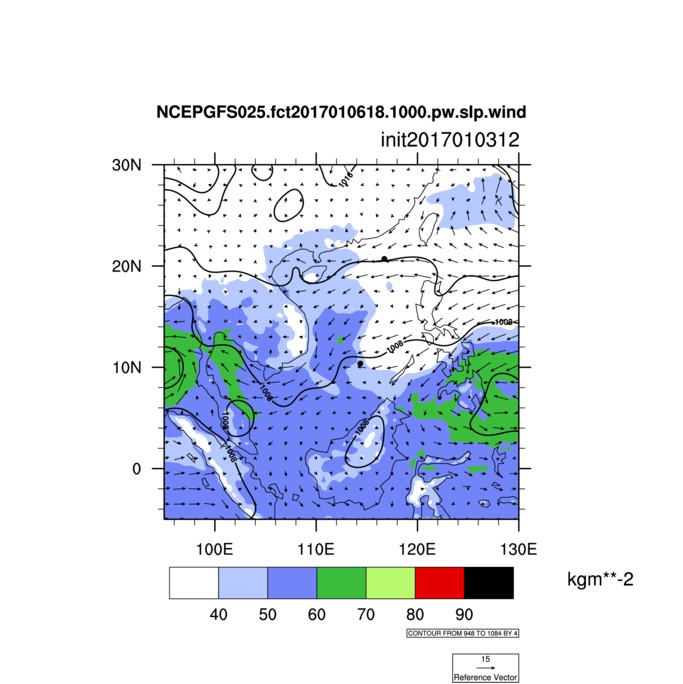 NCEPGFS025.fct2017010618.1000.pw.slp.wind
init2017010312
30N
1016
20N
1008
1008
10N
1008
1008
1008
1008
0
100E 110E 120E 130E
kgm**-2
40 50 60 70 80 90
CONTOUR FROM 948 TO 1084 BY 4
15
Reference Vector